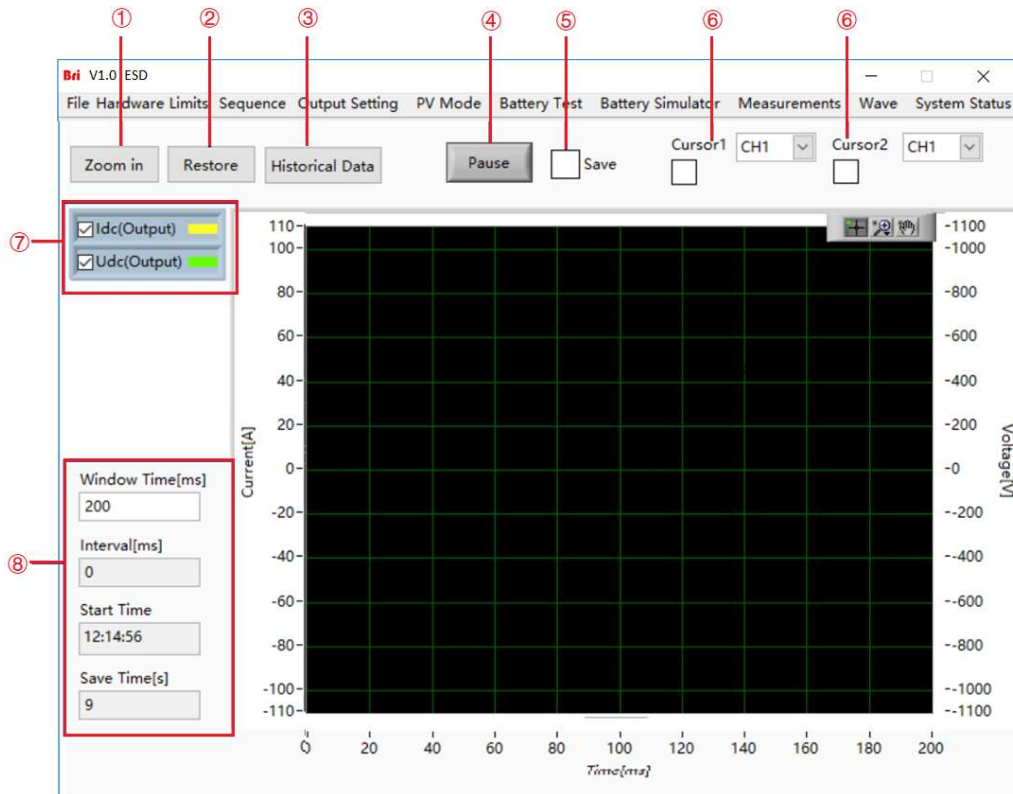 ① ② ③ ④ ⑤ ⑥ ⑥
Bri V1.0 ESD
File Hardware Limits Sequence Output Setting PV Mode Battery Test Battery Simulator Measurements Wave System Status
Zoom in Restore Historical Data Pause Save Cursor1 CH1 Cursor2 CH1
⑦
Idc(Output)
Udc(Output)
Current[A]
110
100
80
60
40
20
0
-20
-40
-60
-80
-100
-110
1100
1000
800
600
400
200
0
-200
-400
-600
-800
-1000
-1100
Voltage[V]
⑧
Window Time[ms]
200
Interval[ms]
0
Start Time
12:14:56
Save Time[s]
9
0 20 40 60 80 100 120 140 160 180 200
Time[ms]